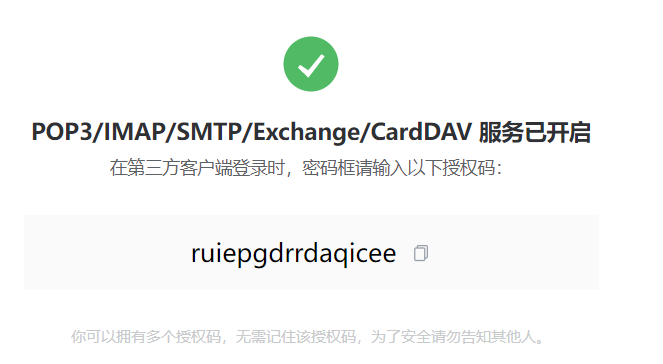 POP3/IMAP/SMTP/Exchange/CardDAV 服务已开启
在第三方客户端登录时，密码框请输入以下授权码：
ruiepgdrrdaqicee
你可以拥有多个授权码，无需记住该授权码，为了安全请勿告知其他人。